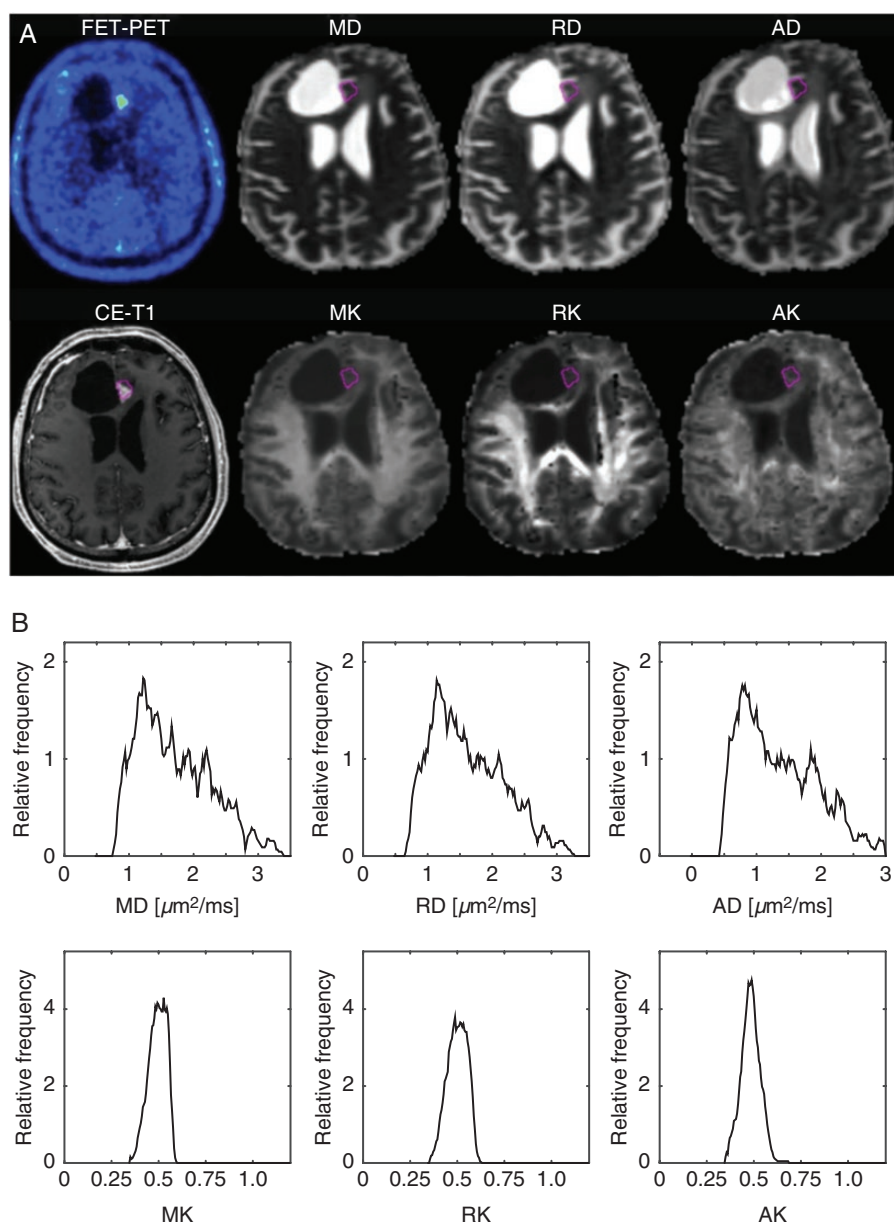 A
FET-PET MD RD AD
CE-T1 MK RK AK
B
Relative frequency
2
1
0
0 1 2 3
MD [µm²/ms]
Relative frequency
2
1
0
0 1 2 3
RD [µm²/ms]
Relative frequency
2
1
0
0 1 2 3
AD [µm²/ms]
Relative frequency
4
2
0
0 0.25 0.5 0.75 1.0
MK
Relative frequency
4
2
0
0 0.25 0.5 0.75 1.0
RK
Relative frequency
4
2
0
0 0.25 0.5 0.75 1.0
AK